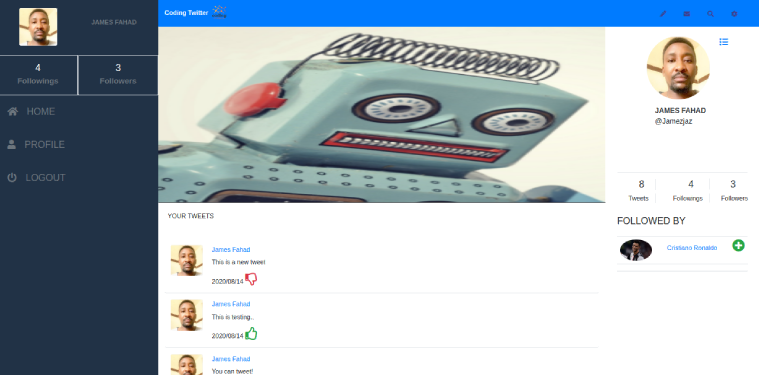 JAMES FAHAD
4
Followings
3
Followers
HOME
PROFILE
LOGOUT
Coding Twitter
YOUR TWEETS
James Fahad
This is a new tweet
2020/08/14
James Fahad
This is testing..
2020/08/14
James Fahad
You can tweet!
JAMES FAHAD
@Jamezjaz
8
Tweets
4
Followings
3
Followers
FOLLOWED BY
Cristiano Ronaldo